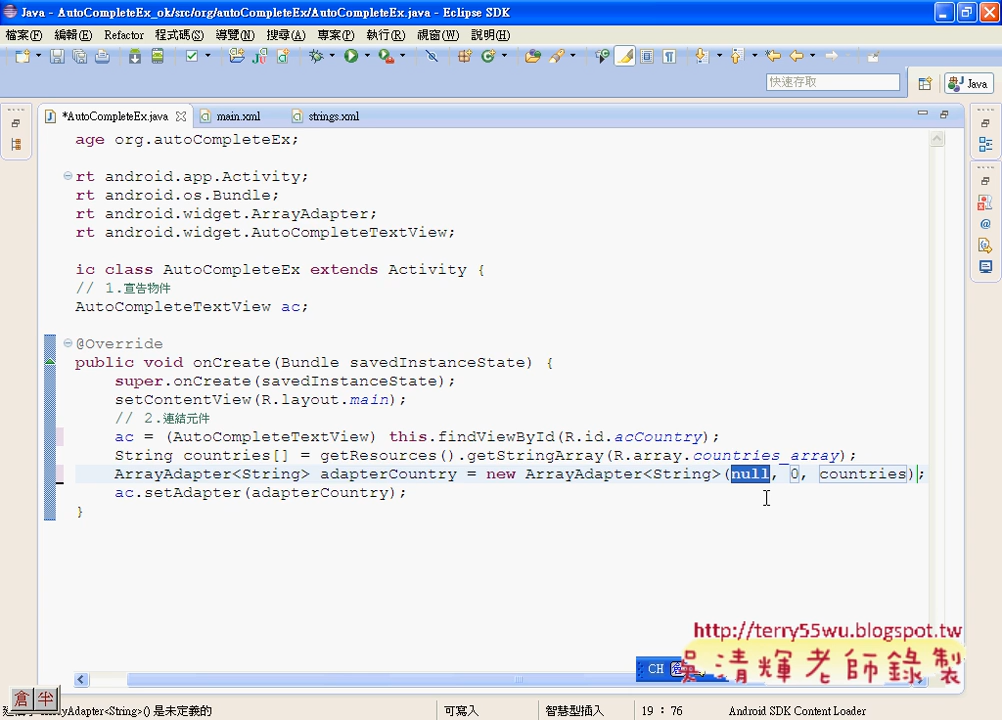 Java - AutoCompleteEx_ok/src/org/autoCompleteEx/AutoCompleteEx.java - Eclipse SDK
檔案(F) 編輯(E) Refactor 程式碼(S) 導覽(N) 搜尋(A) 專案(P) 執行(R) 視窗(W) 說明(H)
快速存取
Java
*AutoCompleteEx.java main.xml strings.xml
age org.autoCompleteEx;
rt android.app.Activity;
rt android.os.Bundle;
rt android.widget.ArrayAdapter;
rt android.widget.AutoCompleteTextView;
ic class AutoCompleteEx extends Activity {
// 1.宣告物件
AutoCompleteTextView ac;
@Override
public void onCreate(Bundle savedInstanceState) {
super.onCreate(savedInstanceState);
setContentView(R.layout.main);
// 2.連結元件
ac = (AutoCompleteTextView) this.findViewById(R.id.acCountry);
String countries[] = getResources().getStringArray(R.array.countries_array);
ArrayAdapter<String> adapterCountry = new ArrayAdapter<String>(null, 0, countries);
ac.setAdapter(adapterCountry);
}
http://terry55wu.blogspot.tw
CH
吳清輝老師錄製
倉 半
ArrayAdapter<String>() 是未定義的
可寫入
智慧型插入
19 : 76
Android SDK Content Loader